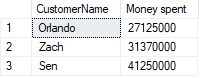 CustomerName Money spent
1 Orlando 27125000
2 Zach 31370000
3 Sen 41250000